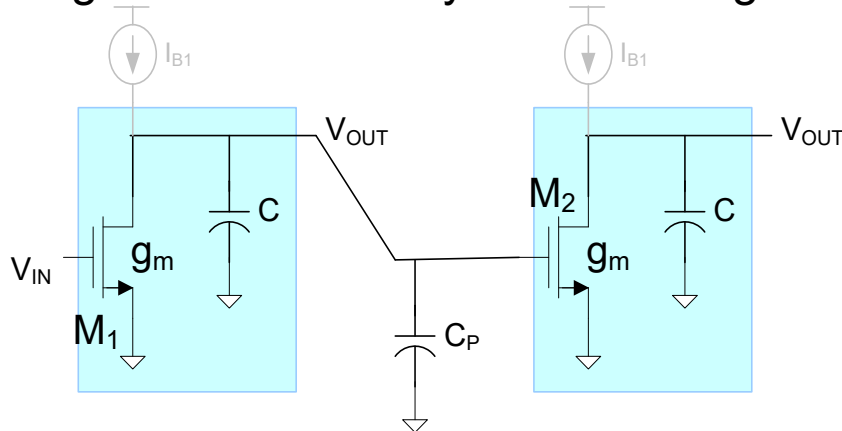 I_B1 I_B1
V_OUT V_OUT
M_2
C C
g_m g_m
V_IN
M_1 C_P